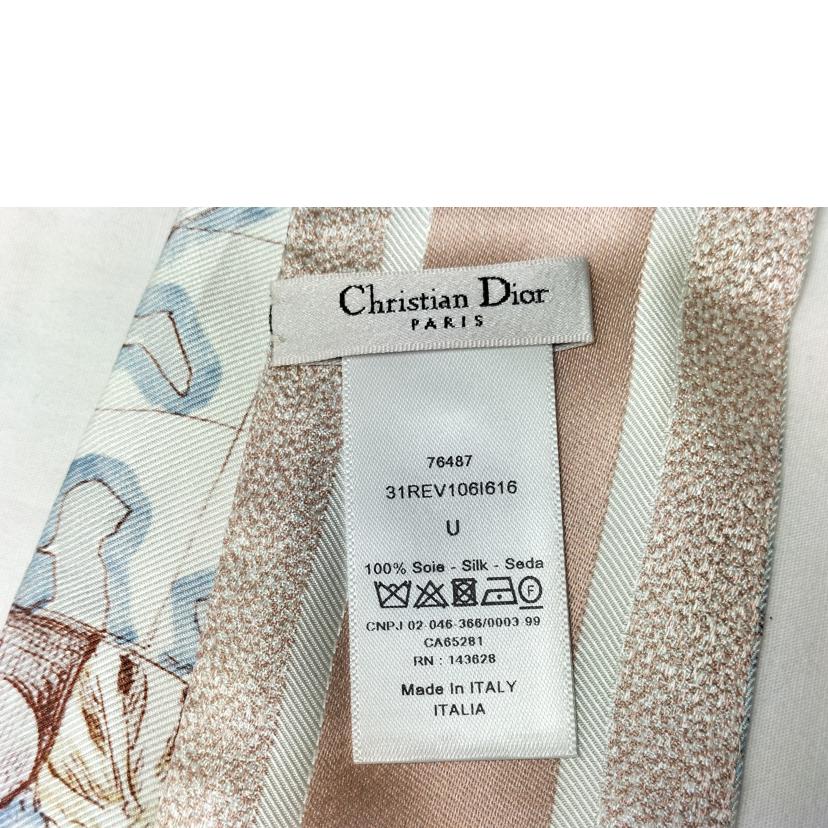 Christian Dior
PARIS
76487
31REV106I616
U
100% Soie - Silk - Seda
F
CNPJ 02-046-366/0003-99
CA65281
RN : 143628
Made In ITALY
ITALIA